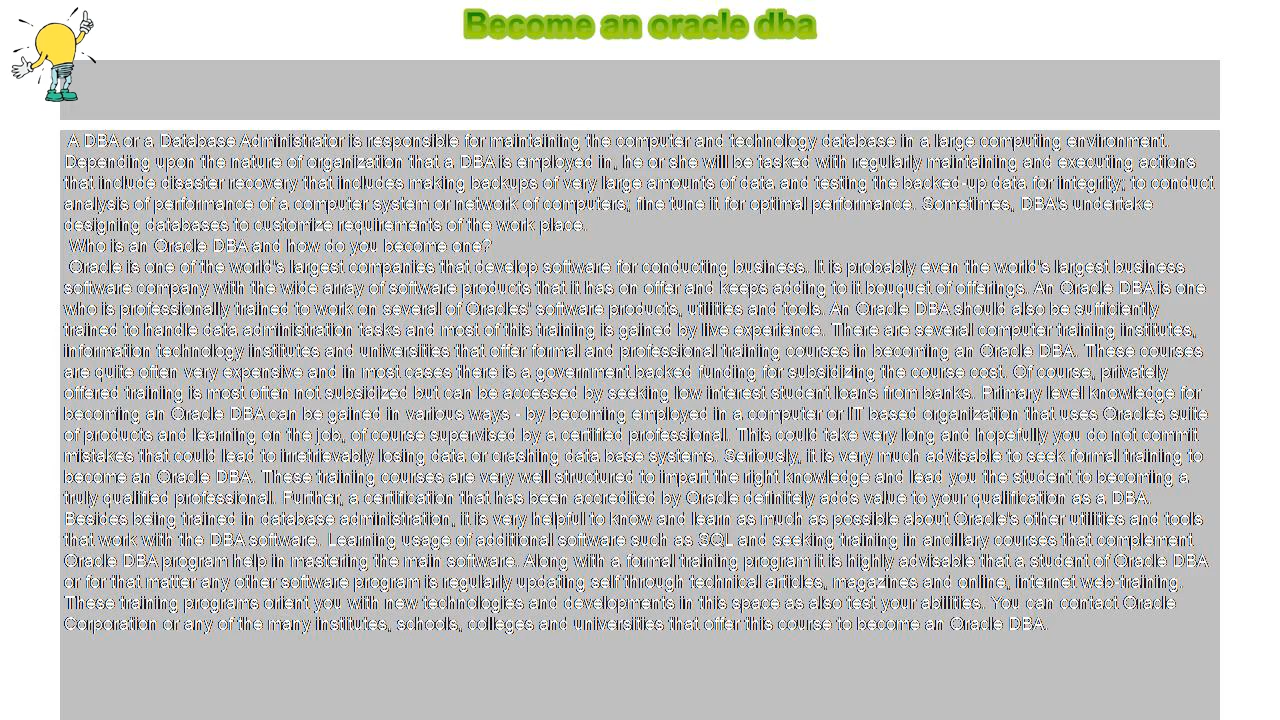 Become an oracle dba
A DBA or a Database Administrator is responsible for maintaining the computer and technology database in a large computing environment.
Depending upon the nature of organization that a DBA is employed in, he or she will be tasked with regularly maintaining and executing actions
that include disaster recovery that includes making backups of very large amounts of data and testing the backed-up data for integrity; to conduct
analysis of performance of a computer system or network of computers; fine tune it for optimal performance. Sometimes, DBA's undertake
designing databases to customize requirements of the work place.
Who is an Oracle DBA and how do you become one?
Oracle is one of the world's largest companies that develop software for conducting business. It is probably even the world's largest business
software company with the wide array of software products that it has on offer and keeps adding to it bouquet of offerings. An Oracle DBA is one
who is professionally trained to work on several of Oracles' software products, utilities and tools. An Oracle DBA should also be sufficiently
trained to handle data administration tasks and most of this training is gained by live experience. There are several computer training institutes,
information technology institutes and universities that offer formal and professional training courses in becoming an Oracle DBA. These courses
are quite often very expensive and in most cases there is a government backed funding for subsidizing the course cost. Of course, privately
offered training is most often not subsidized but can be accessed by seeking low interest student loans from banks. Primary level knowledge for
becoming an Oracle DBA can be gained in various ways - by becoming employed in a computer or IT based organization that uses Oracles suite
of products and learning on the job, of course supervised by a certified professional. This could take very long and hopefully you do not commit
mistakes that could lead to irretrievably losing data or crashing data base systems. Seriously, it is very much advisable to seek formal training to
become an Oracle DBA. These training courses are very well structured to impart the right knowledge and lead you the student to becoming a
truly qualified professional. Further, a certification that has been accredited by Oracle definitely adds value to your qualification as a DBA.
Besides being trained in database administration, it is very helpful to know and learn as much as possible about Oracle's other utilities and tools
that work with the DBA software. Learning usage of additional software such as SQL and seeking training in ancillary courses that complement
Oracle DBA program help in mastering the main software. Along with a formal training program it is highly advisable that a student of Oracle DBA
or for that matter any other software program is regularly updating self through technical articles, magazines and online, internet web-training.
These training programs orient you with new technologies and developments in this space as also test your abilities. You can contact Oracle
Corporation or any of the many institutes, schools, colleges and universities that offer this course to become an Oracle DBA.